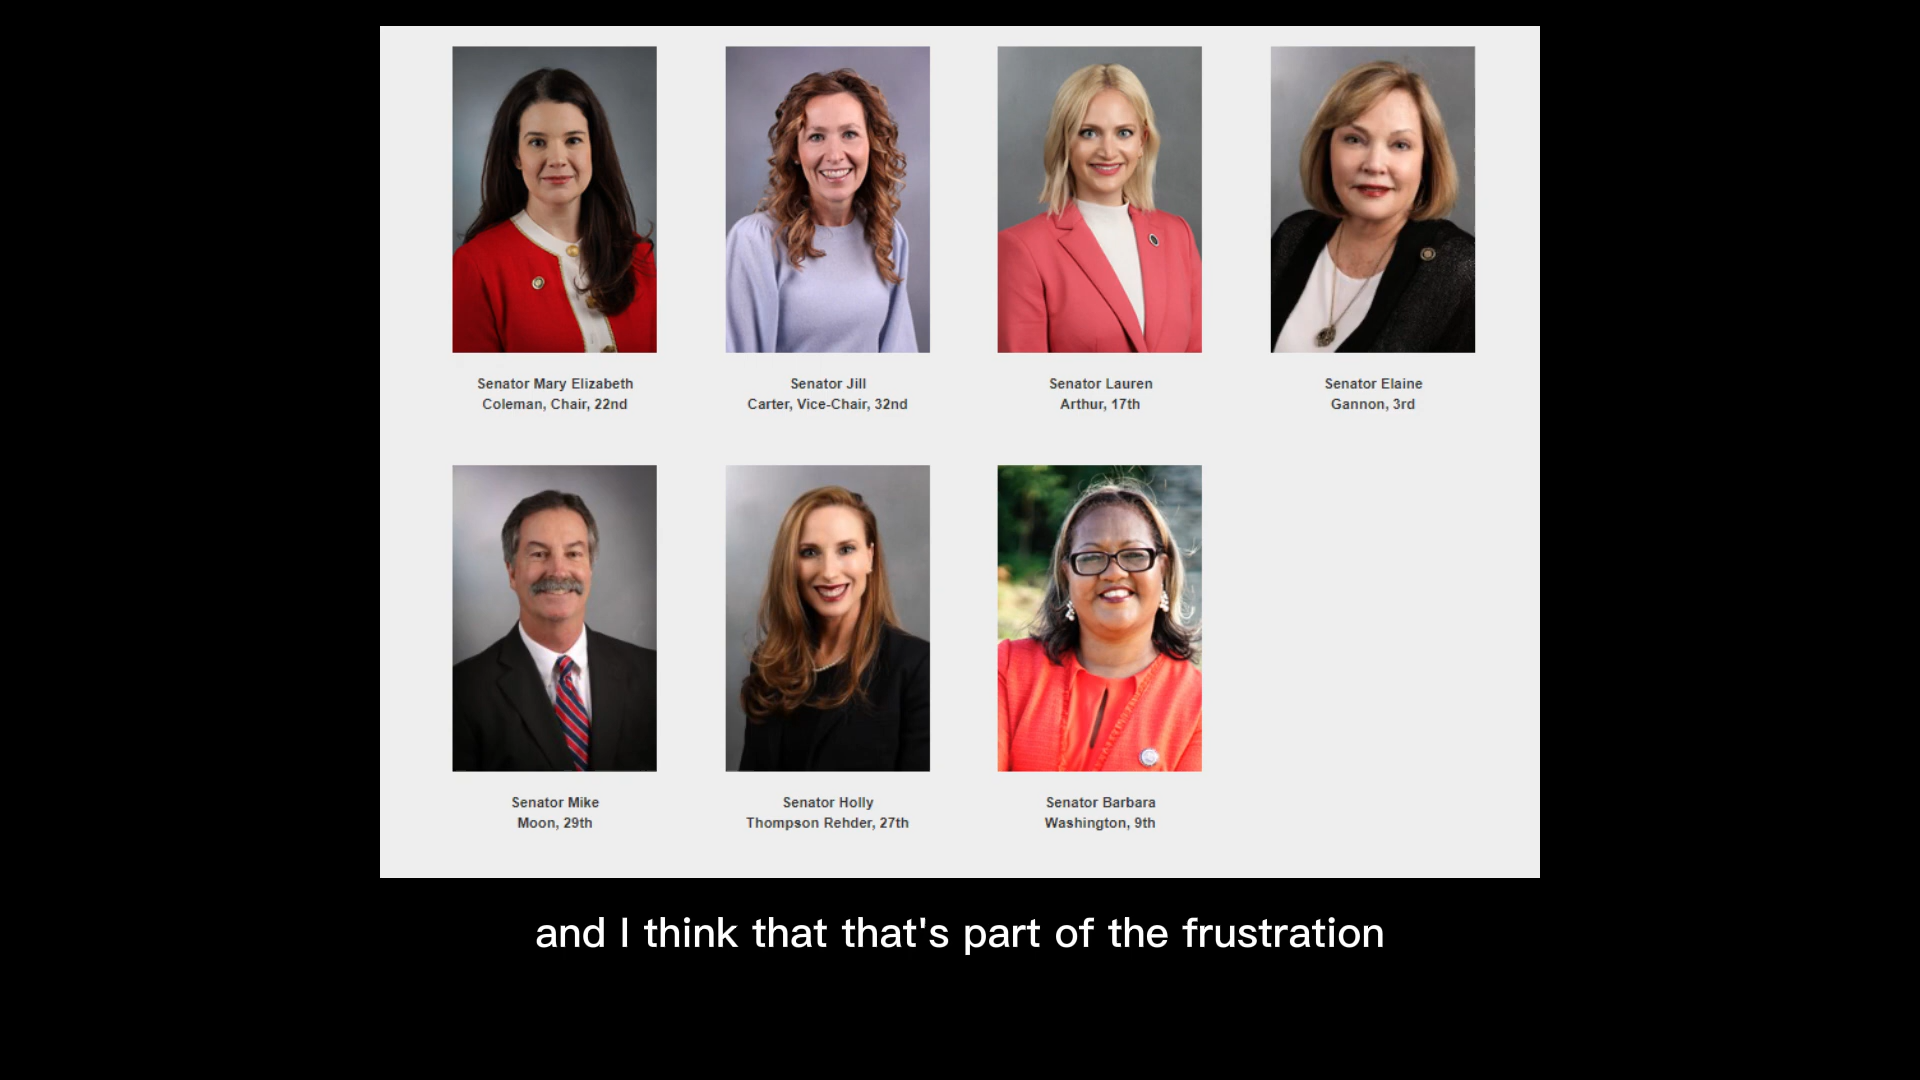 Senator Mary Elizabeth
Coleman, Chair, 22nd
Senator Jill
Carter, Vice-Chair, 32nd
Senator Lauren
Arthur, 17th
Senator Elaine
Gannon, 3rd
Senator Mike
Moon, 29th
Senator Holly
Thompson Rehder, 27th
Senator Barbara
Washington, 9th
and I think that that's part of the frustration